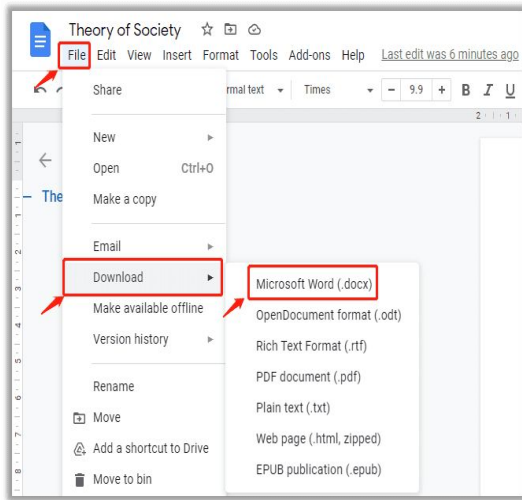 Theory of Society
File Edit View Insert Format Tools Add-ons Help Last edit was 6 minutes ago
Share
rmal text Times - 9.9 + B I U
2 1
New
Open Ctrl+O
The
Make a copy
Email
Download
Microsoft Word (.docx)
Make available offline
OpenDocument format (.odt)
Version history
Rich Text Format (.rtf)
PDF document (.pdf)
Rename
Plain text (.txt)
Move
Web page (.html, zipped)
Add a shortcut to Drive
EPUB publication (.epub)
Move to bin